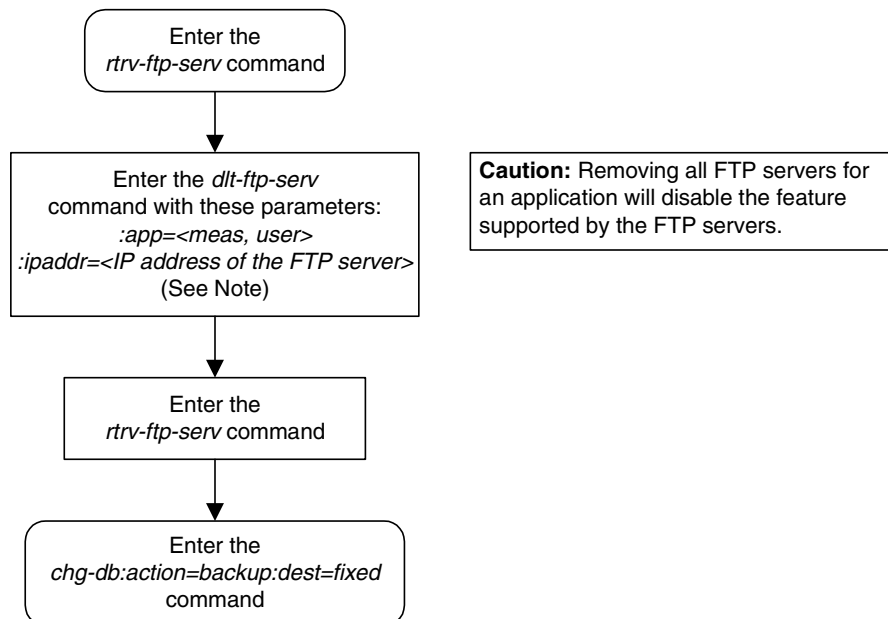 Enter the
rtrv-ftp-serv command
Enter the dlt-ftp-serv
command with these parameters:
:app=<meas, user>
:ipaddr=<IP address of the FTP server>
(See Note)
Caution: Removing all FTP servers for
an application will disable the feature
supported by the FTP servers.
Enter the
rtrv-ftp-serv command
Enter the
chg-db:action=backup:dest=fixed
command